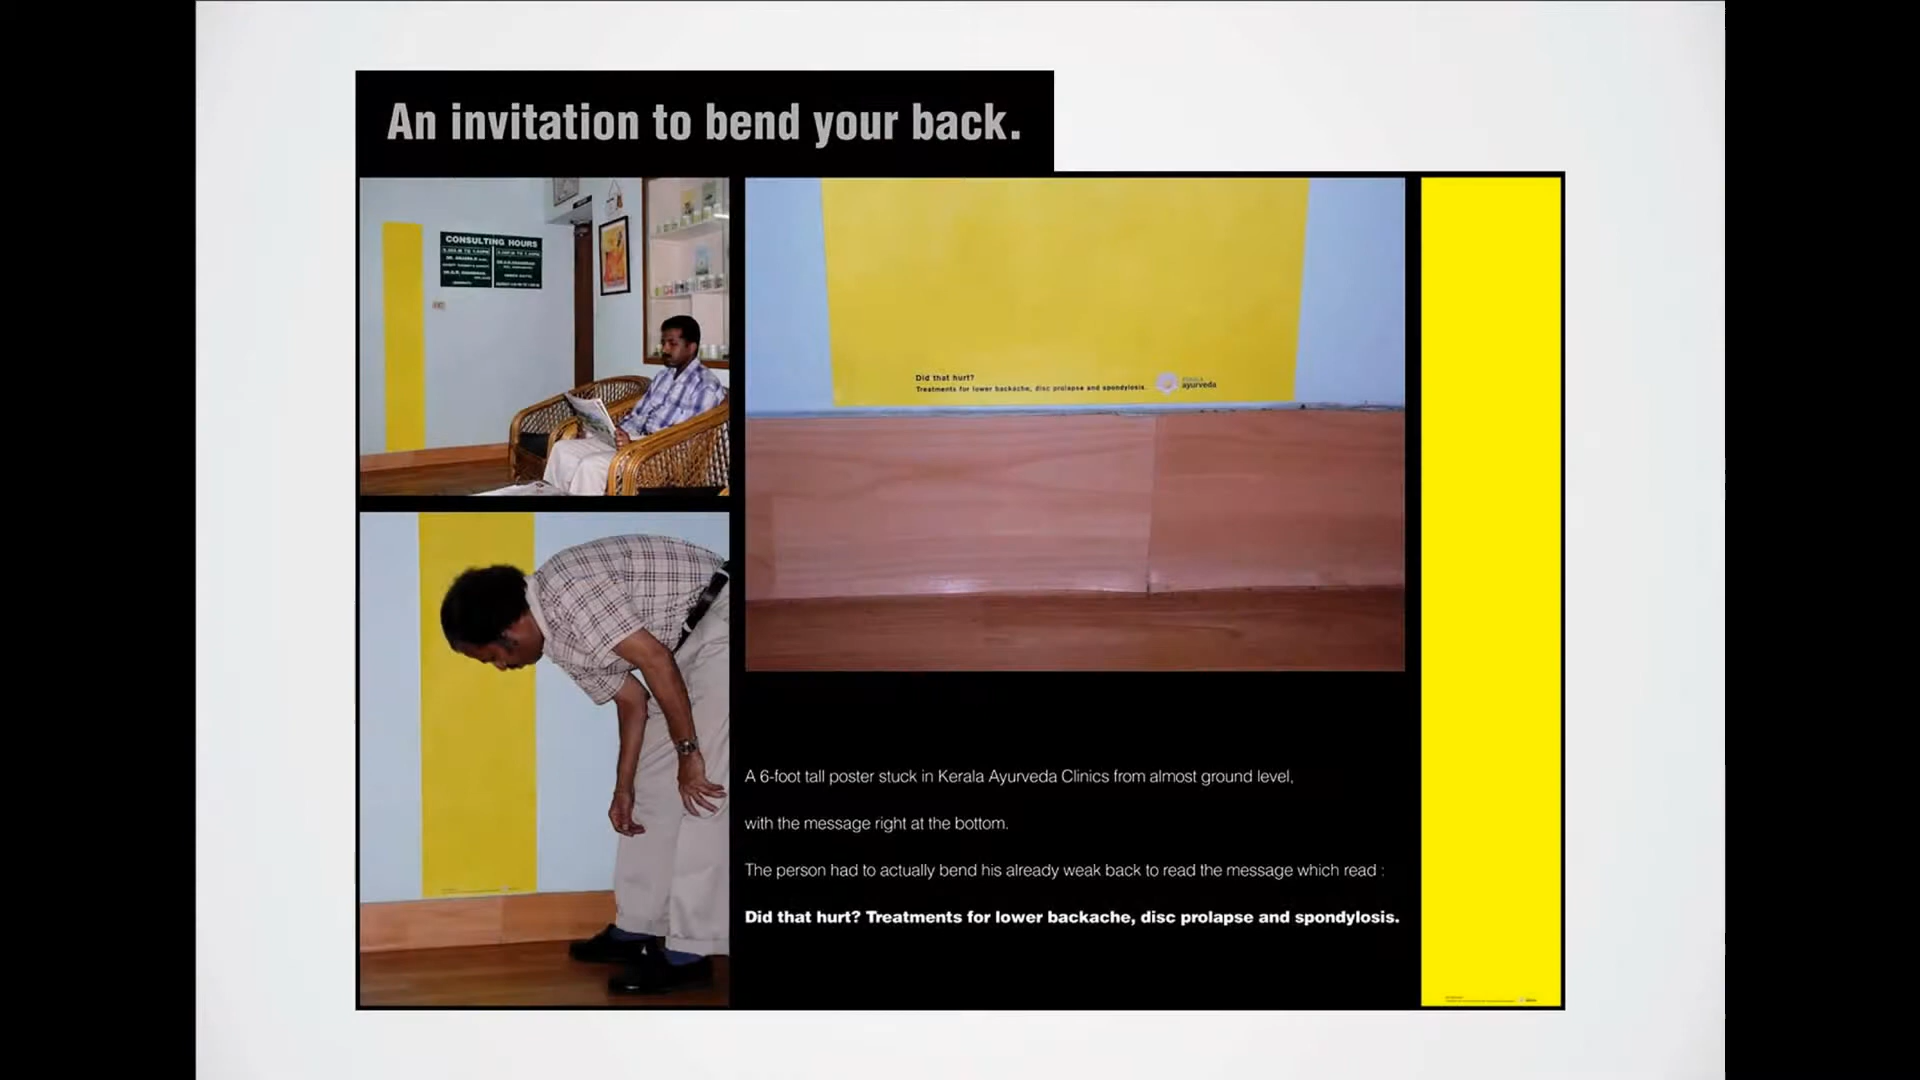 An invitation to bend your back.
CONSULTING HOURS
Did that hurt?
Treatments for lower backache, disc prolapse and spondylosis.
ayurveda
A 6-foot tall poster stuck in Kerala Ayurveda Clinics from almost ground level,
with the message right at the bottom.
The person had to actually bend his already weak back to read the message which read :
Did that hurt? Treatments for lower backache, disc prolapse and spondylosis.